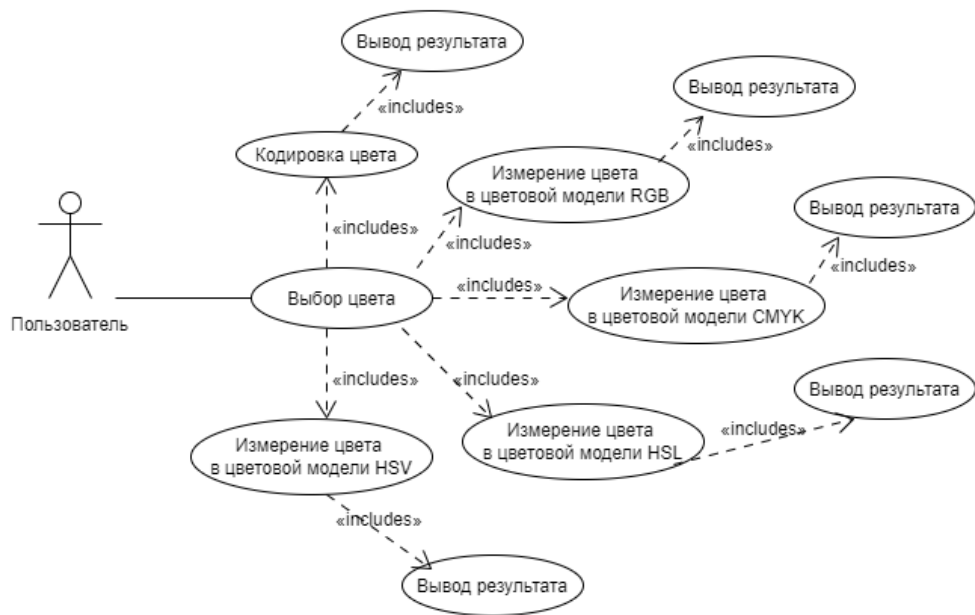 Вывод результата
«includes»
Кодировка цвета
«includes»
Вывод результата
«includes»
Измерение цвета
в цветовой модели RGB
«includes»
Вывод результата
«includes»
Пользователь
Выбор цвета
«includes»
Измерение цвета
в цветовой модели CMYK
«includes»
Измерение цвета
в цветовой модели HSV
«includes»
Измерение цвета
в цветовой модели HSL
«includes»
Вывод результата
«includes»
Вывод результата